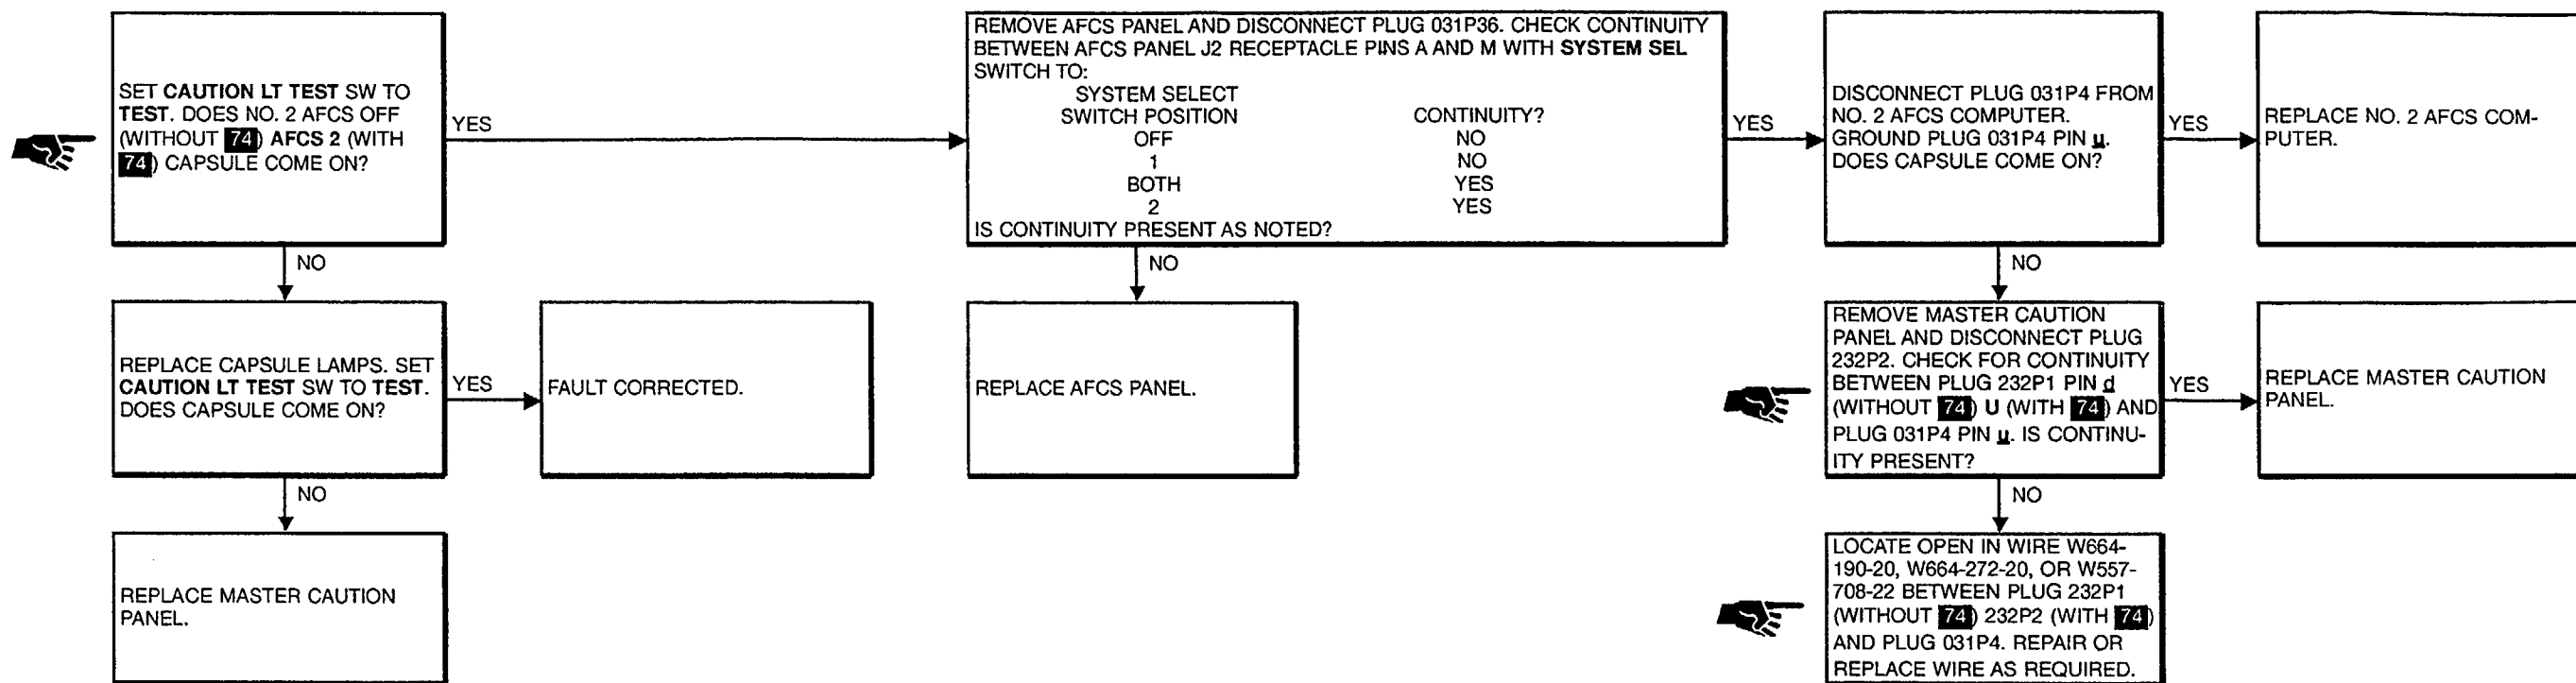 SET CAUTION LT TEST SW TO
TEST. DOES NO. 2 AFCS OFF
(WITHOUT 74) AFCS 2 (WITH
74) CAPSULE COME ON?
YES
NO
REMOVE AFCS PANEL AND DISCONNECT PLUG 031P36. CHECK CONTINUITY
BETWEEN AFCS PANEL J2 RECEPTACLE PINS A AND M WITH SYSTEM SEL
SWITCH TO:
SYSTEM SELECT
SWITCH POSITION CONTINUITY?
OFF NO
1 NO
BOTH YES
2 YES
IS CONTINUITY PRESENT AS NOTED?
YES
NO
DISCONNECT PLUG 031P4 FROM
NO. 2 AFCS COMPUTER.
GROUND PLUG 031P4 PIN u.
DOES CAPSULE COME ON?
YES
NO
REPLACE NO. 2 AFCS COM-
PUTER.
REPLACE CAPSULE LAMPS. SET
CAUTION LT TEST SW TO TEST.
DOES CAPSULE COME ON?
YES
NO
FAULT CORRECTED.
REPLACE AFCS PANEL.
REMOVE MASTER CAUTION
PANEL AND DISCONNECT PLUG
232P2. CHECK FOR CONTINUITY
BETWEEN PLUG 232P1 PIN d
(WITHOUT 74) U (WITH 74) AND
PLUG 031P4 PIN u. IS CONTINU-
ITY PRESENT?
YES
NO
REPLACE MASTER CAUTION
PANEL.
REPLACE MASTER CAUTION
PANEL.
LOCATE OPEN IN WIRE W664-
190-20, W664-272-20, OR W557-
708-22 BETWEEN PLUG 232P1
(WITHOUT 74) 232P2 (WITH 74)
AND PLUG 031P4. REPAIR OR
REPLACE WIRE AS REQUIRED.